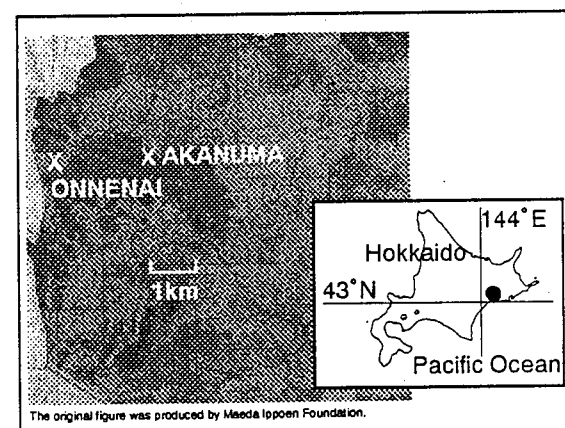 X AKANUMA
X
ONNENAI
1km
144°E
Hokkaido
43°N
Pacific Ocean
The original figure was produced by Maeda Ippoen Foundation.